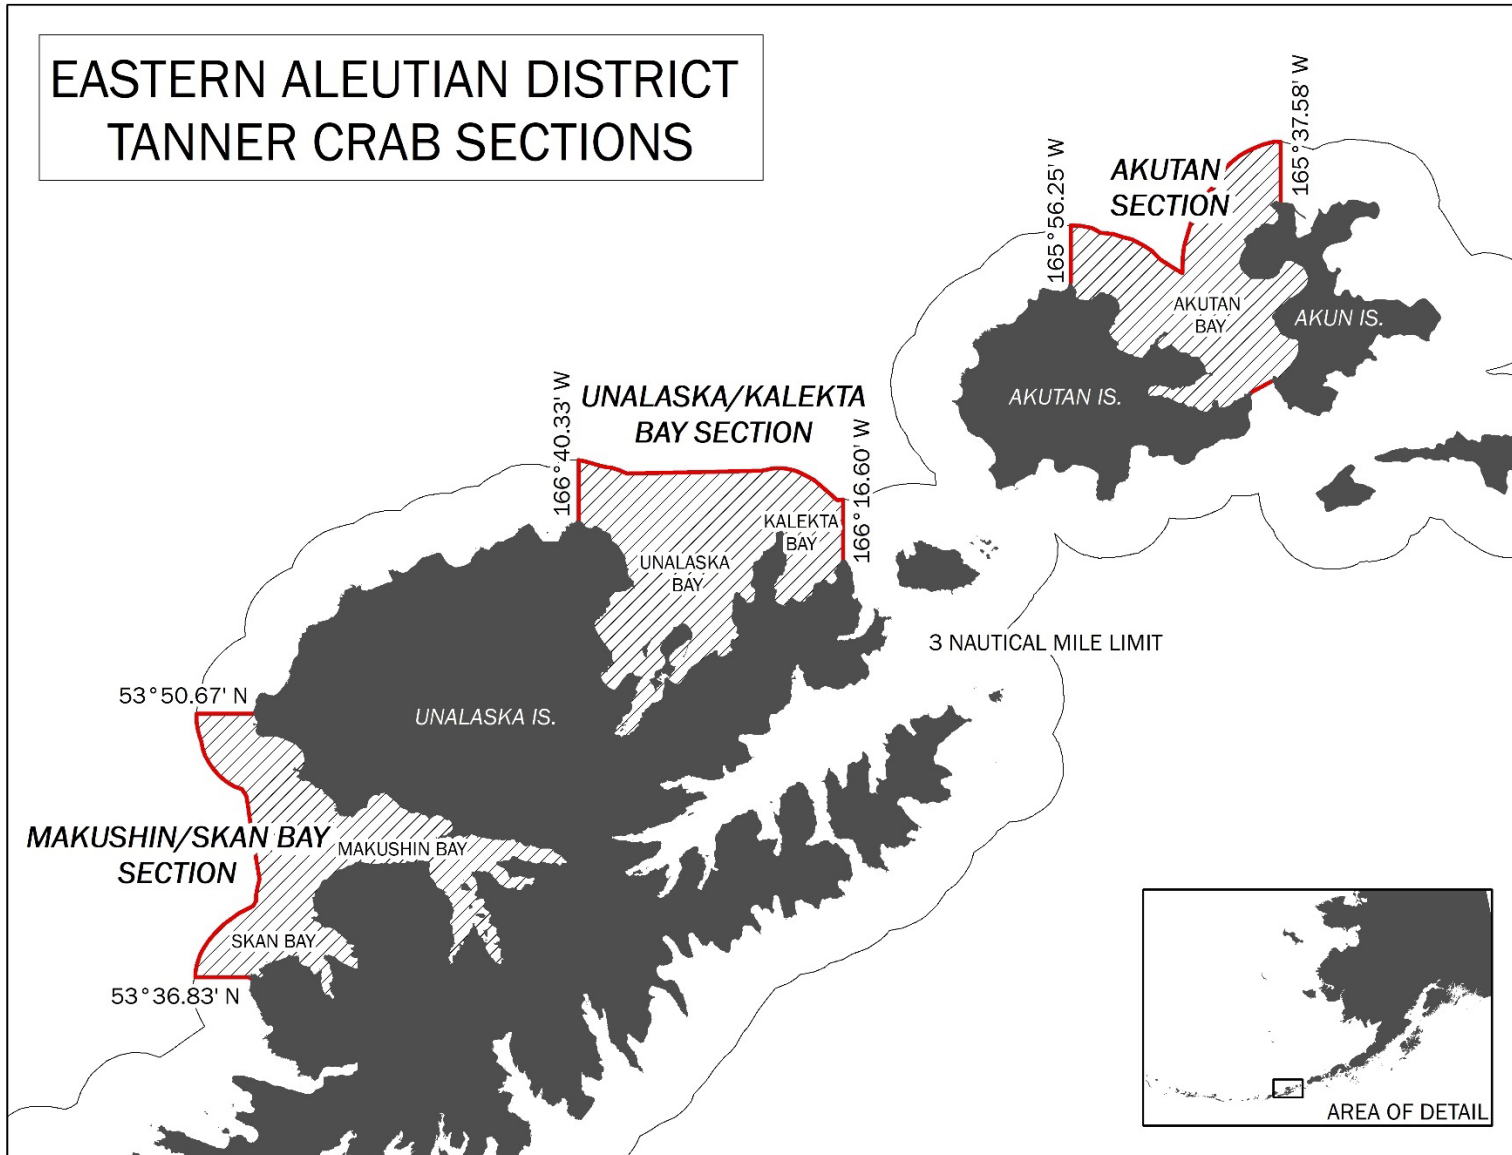 EASTERN ALEUTIAN DISTRICT
TANNER CRAB SECTIONS
165°37.58' W
165°56.25' W
AKUTAN
SECTION
AKUTAN
BAY
AKUN IS.
AKUTAN IS.
166°40.33' W
UNALASKA/KALEKTA
BAY SECTION
166°16.60' W
KALEKTA
BAY
UNALASKA
BAY
3 NAUTICAL MILE LIMIT
53°50.67' N
UNALASKA IS.
MAKUSHIN/SKAN BAY
SECTION
MAKUSHIN BAY
SKAN BAY
53°36.83' N
AREA OF DETAIL